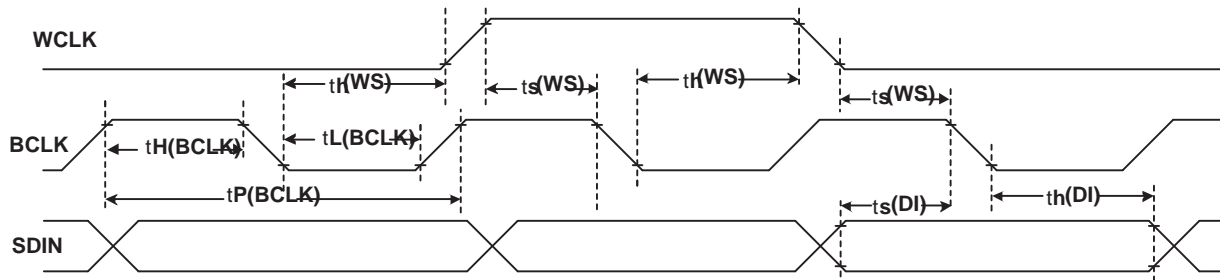 WCLK
th(WS)
ts(WS)
th(WS)
ts(WS)
BCLK
tH(BCLK)
tL(BCLK)
tP(BCLK)
ts(DI)
th(DI)
SDIN